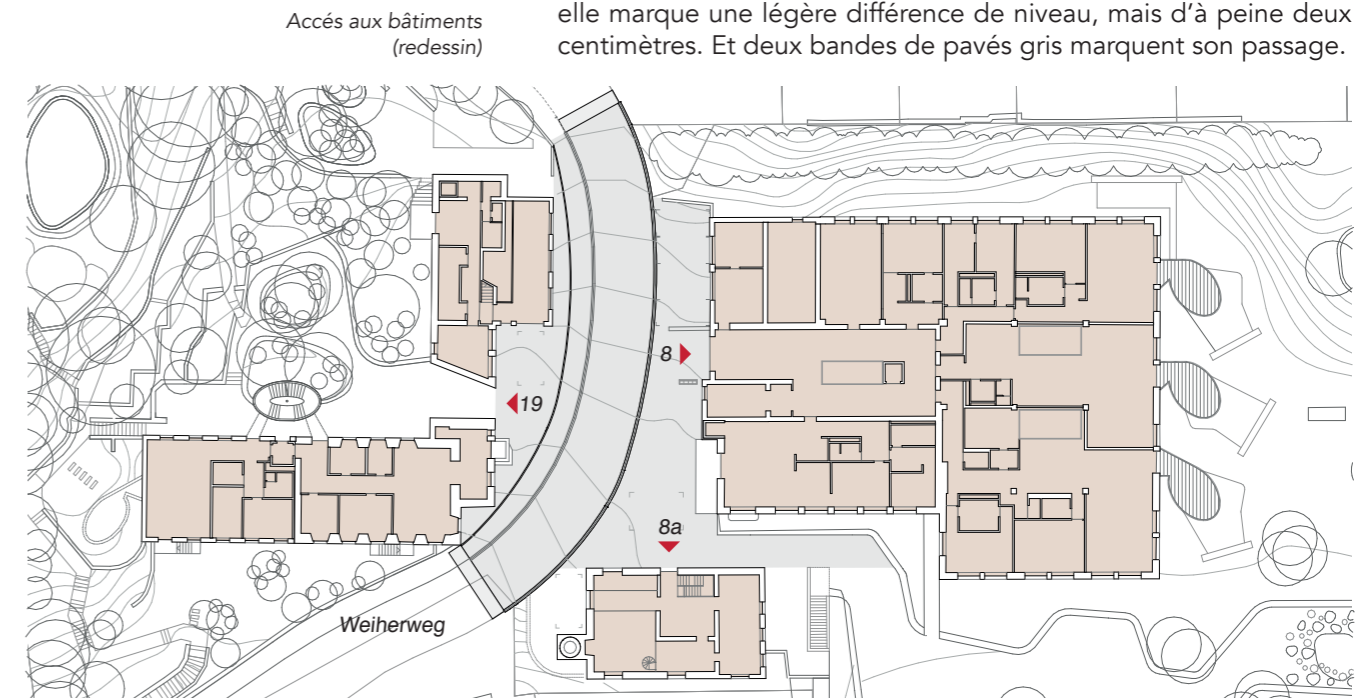 Accés aux bâtiments
(redessin)
elle marque une légère différence de niveau, mais d'à peine deux
centimètres. Et deux bandes de pavés gris marquent son passage.
8
19
8a
Weiherweg